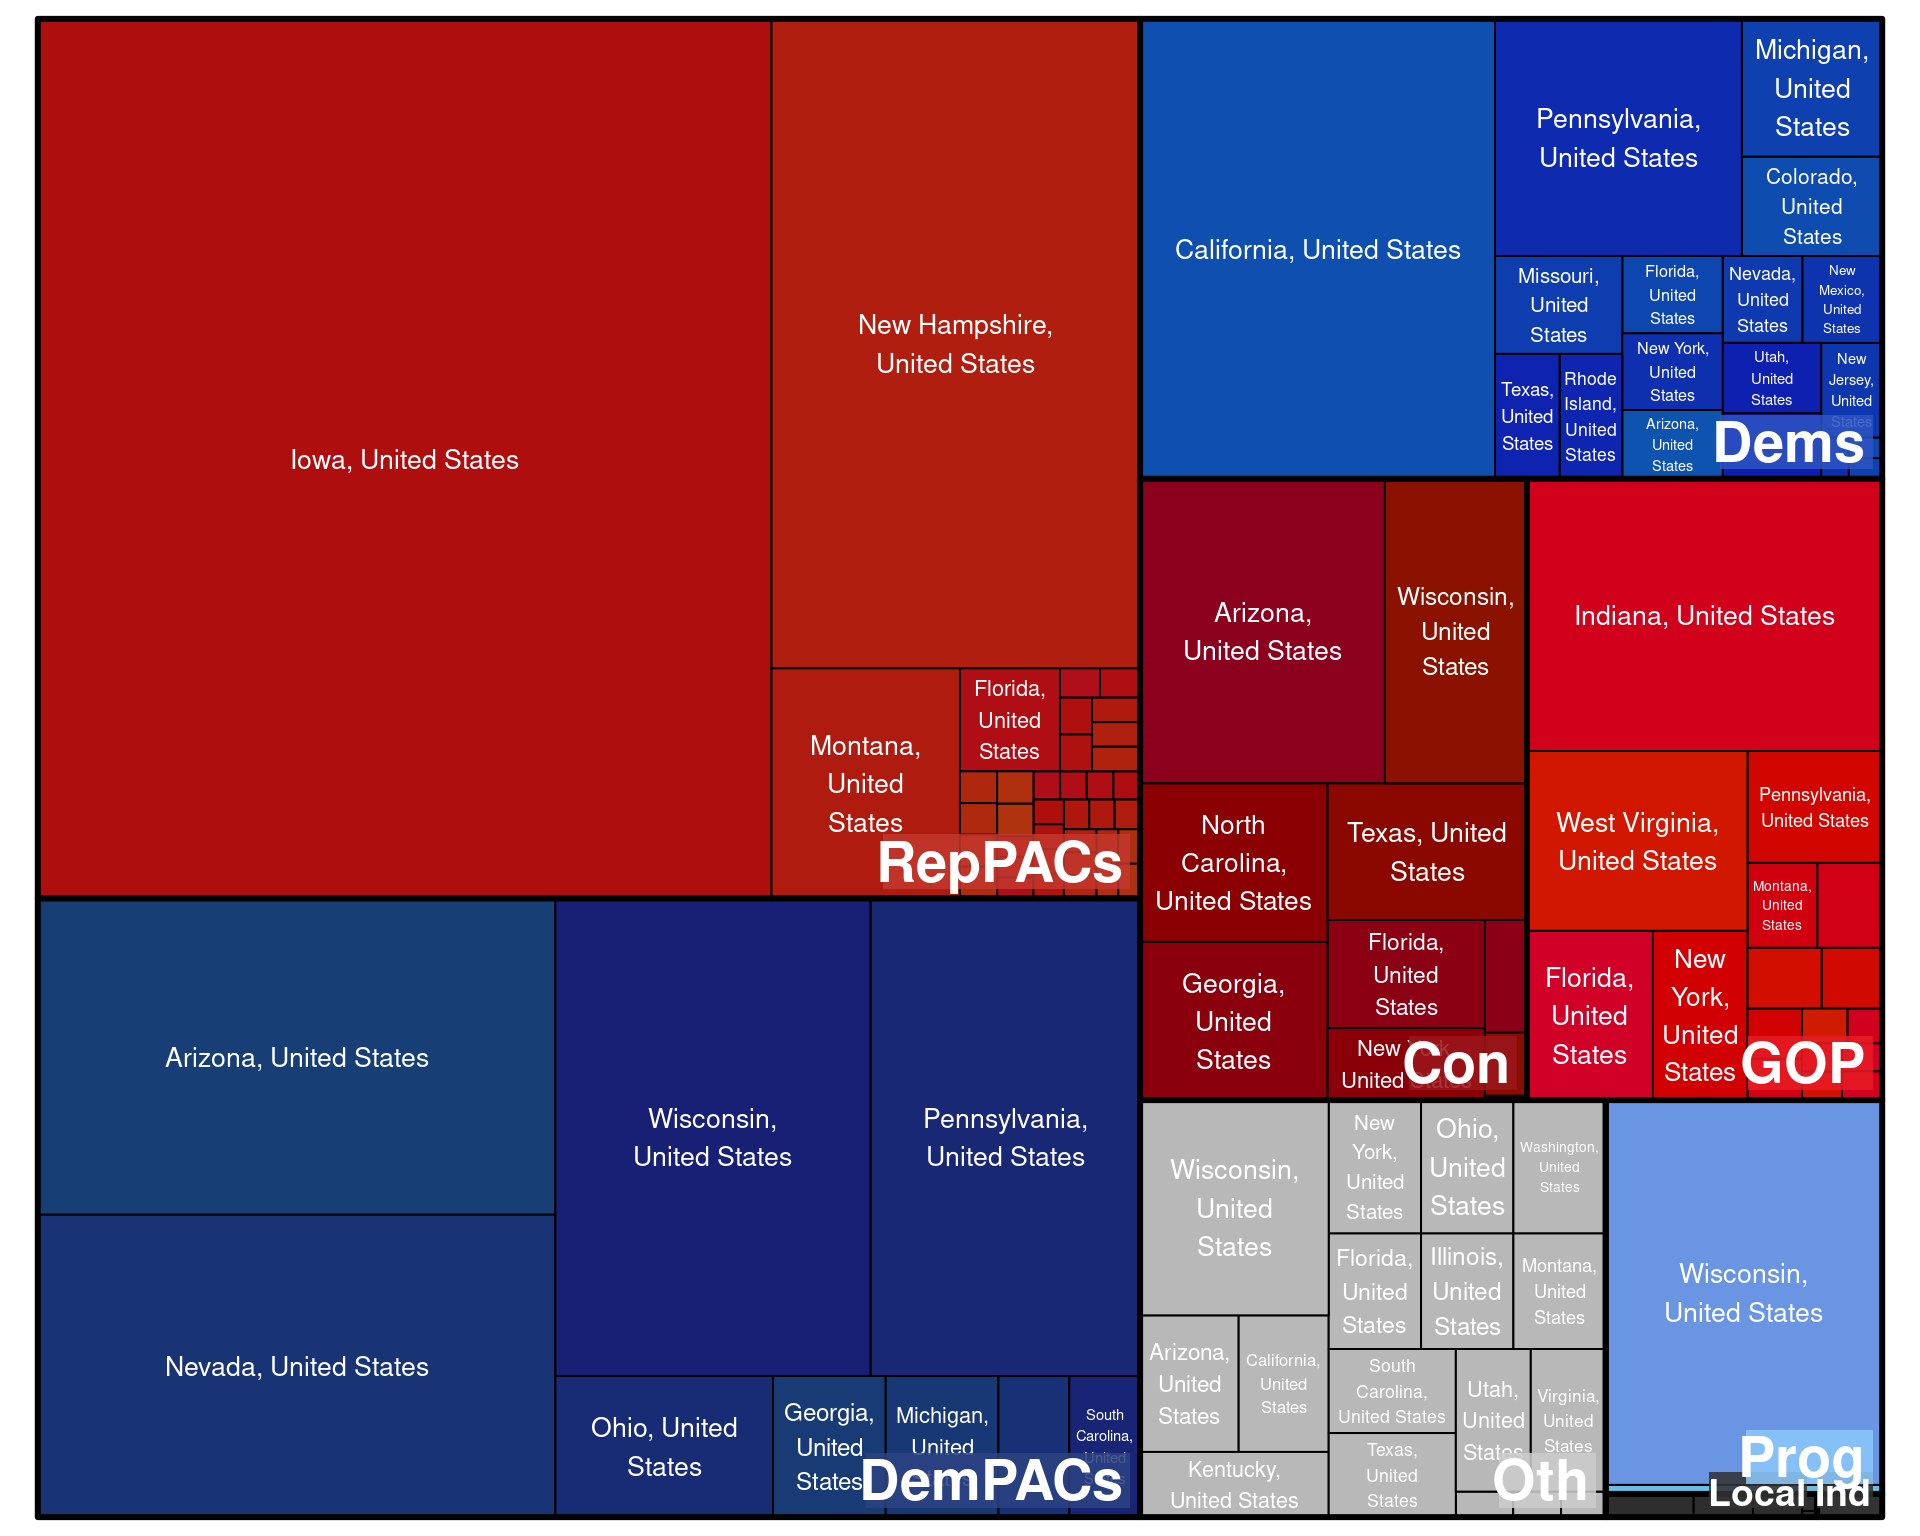 Iowa, United States
New Hampshire,
United States
Montana,
United
States
Florida,
United
States
RepPACs
Arizona, United States
Nevada, United States
Wisconsin,
United States
Pennsylvania,
United States
Ohio, United
States
Georgia,
United
States
Michigan,
United
South
Carolina,
United
DemPACs
California, United States
Pennsylvania,
United States
Michigan,
United
States
Colorado,
United
States
Missouri,
United
States
Texas,
United
States
Rhode
Island,
United
States
Florida,
United
States
New York,
United
States
Arizona,
United
States
Nevada,
United
States
New
Mexico,
United
States
Utah,
United
States
New
Jersey,
United
States
Dems
Arizona,
United States
Wisconsin,
United
States
North
Carolina,
United States
Texas, United
States
Georgia,
United
States
Florida,
United
States
New York,
United States
Con
Indiana, United States
West Virginia,
United States
Pennsylvania,
United States
Montana,
United
States
Florida,
United
States
New
York,
United
States
GOP
Wisconsin,
United
States
New
York,
United
States
Ohio,
United
States
Washington,
United
States
Florida,
United
States
Illinois,
United
States
Montana,
United
States
Arizona,
United
States
California,
United
States
Kentucky,
United States
South
Carolina,
United States
Texas,
United
States
Utah,
United
States
Virginia,
United
States
Oth
Wisconsin,
United States
Prog
Local Ind